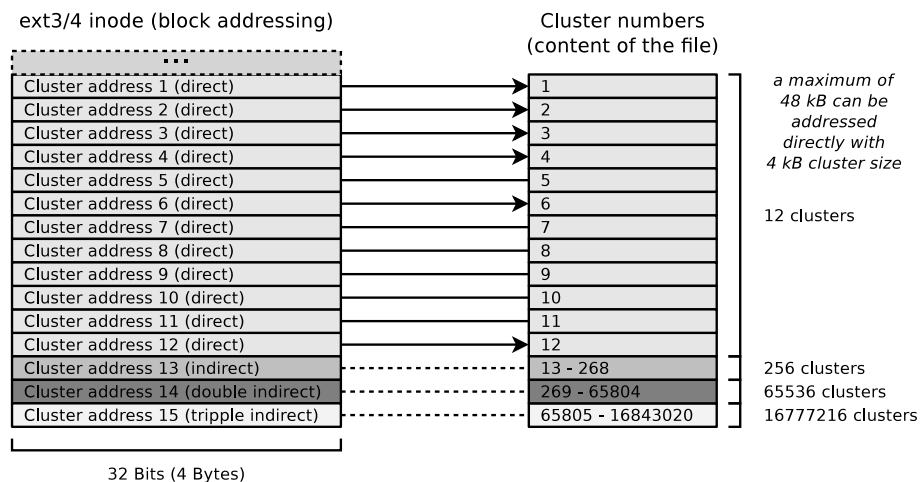 ext3/4 inode (block addressing)
Cluster numbers
(content of the file)
...
Cluster address 1 (direct)
1
Cluster address 2 (direct)
2
Cluster address 3 (direct)
3
Cluster address 4 (direct)
4
Cluster address 5 (direct)
5
Cluster address 6 (direct)
6
Cluster address 7 (direct)
7
Cluster address 8 (direct)
8
Cluster address 9 (direct)
9
Cluster address 10 (direct)
10
Cluster address 11 (direct)
11
Cluster address 12 (direct)
12
Cluster address 13 (indirect)
13 - 268
Cluster address 14 (double indirect)
269 - 65804
Cluster address 15 (tripple indirect)
65805 - 16843020
a maximum of
48 kB can be
addressed
directly with
4 kB cluster size
12 clusters
256 clusters
65536 clusters
16777216 clusters
32 Bits (4 Bytes)